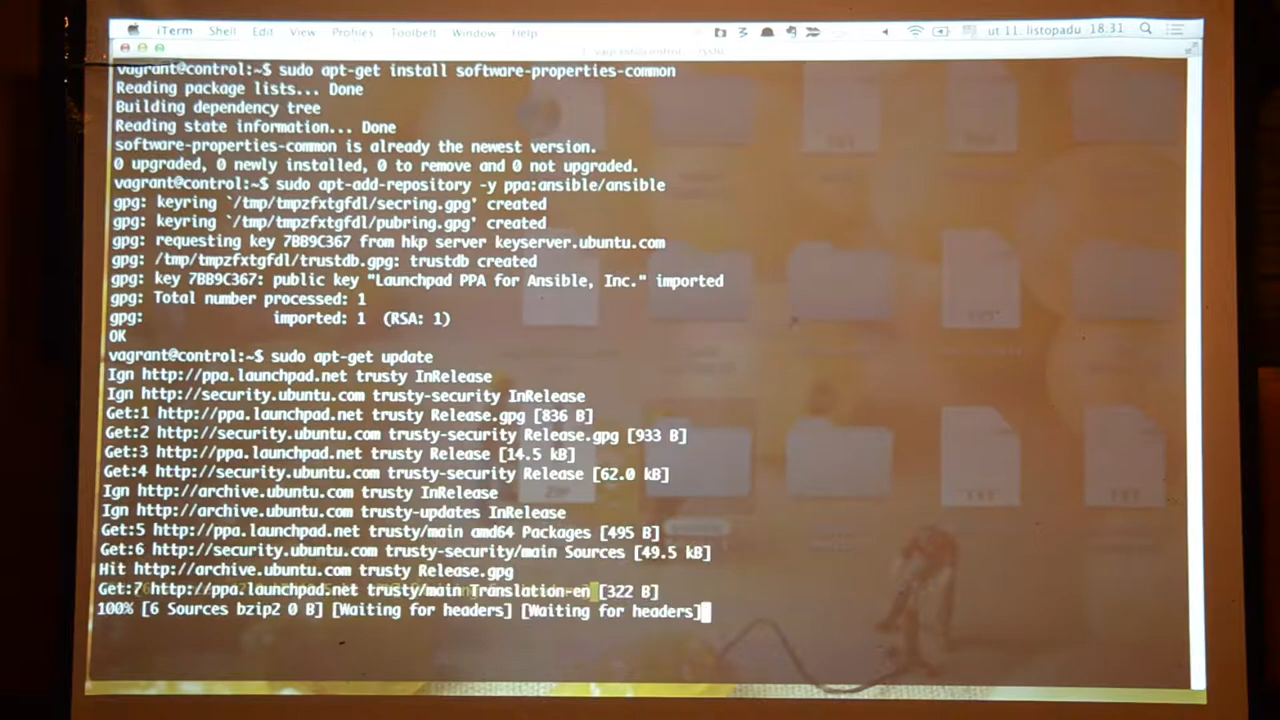 iTerm Shell Edit View Profiles Toolbelt Window Help ut 11. listopadu 18.31
vagrant@control:~$ sudo apt-get install software-properties-common
Reading package lists... Done
Building dependency tree
Reading state information... Done
software-properties-common is already the newest version.
0 upgraded, 0 newly installed, 0 to remove and 0 not upgraded.
vagrant@control:~$ sudo apt-add-repository -y ppa:ansible/ansible
gpg: keyring `/tmp/tmpzfxtgfdl/secring.gpg' created
gpg: keyring `/tmp/tmpzfxtgfdl/pubring.gpg' created
gpg: requesting key 7BB9C367 from hkp server keyserver.ubuntu.com
gpg: /tmp/tmpzfxtgfdl/trustdb.gpg: trustdb created
gpg: key 7BB9C367: public key "Launchpad PPA for Ansible, Inc." imported
gpg: Total number processed: 1
gpg: imported: 1 (RSA: 1)
OK
vagrant@control:~$ sudo apt-get update
Ign http://ppa.launchpad.net trusty InRelease
Ign http://security.ubuntu.com trusty-security InRelease
Get:1 http://ppa.launchpad.net trusty Release.gpg [836 B]
Get:2 http://security.ubuntu.com trusty-security Release.gpg [933 B]
Get:3 http://ppa.launchpad.net trusty Release [14.5 kB]
Get:4 http://security.ubuntu.com trusty-security Release [62.0 kB]
Ign http://archive.ubuntu.com trusty InRelease
Ign http://archive.ubuntu.com trusty-updates InRelease
Get:5 http://ppa.launchpad.net trusty/main amd64 Packages [495 B]
Get:6 http://security.ubuntu.com trusty-security/main Sources [49.5 kB]
Hit http://archive.ubuntu.com trusty Release.gpg
Get:7 http://ppa.launchpad.net trusty/main Translation-en [322 B]
100% [6 Sources bzip2 0 B] [Waiting for headers] [Waiting for headers]